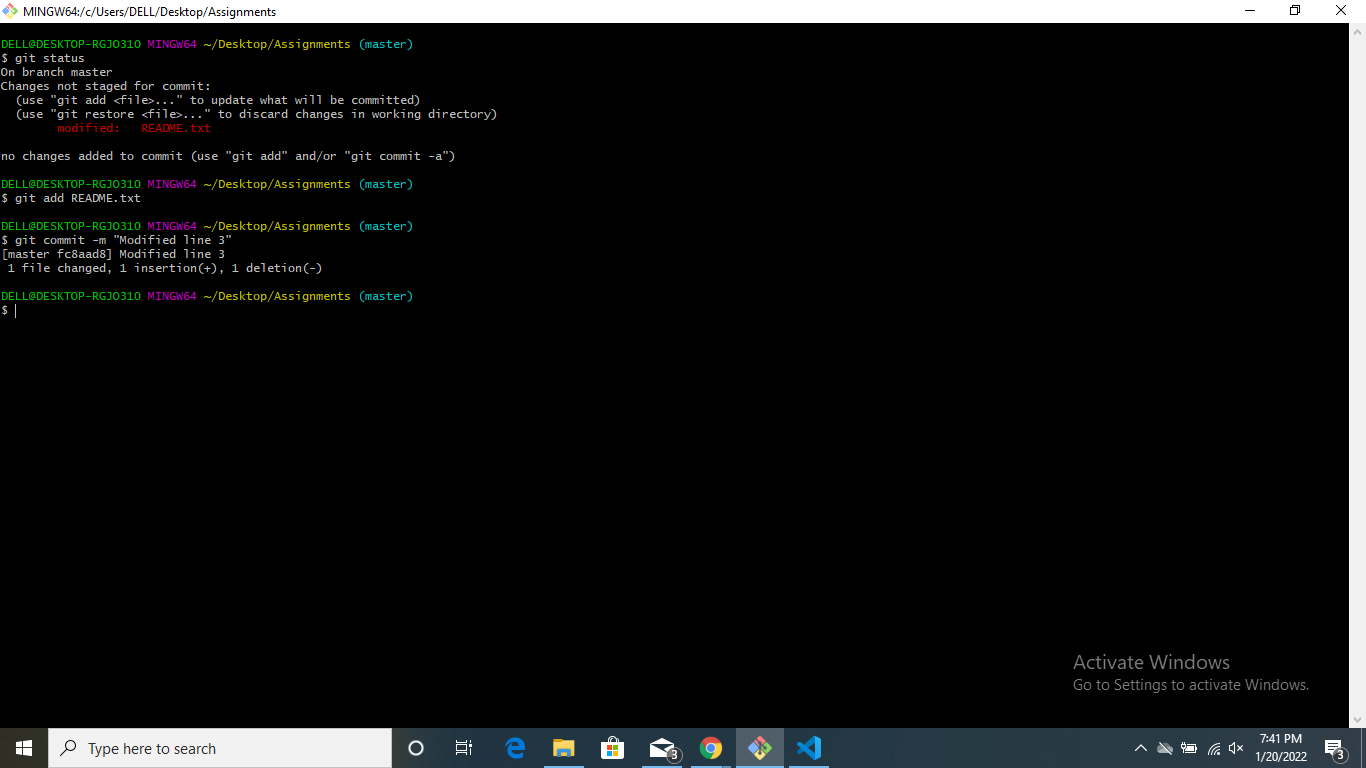 MINGW64:/c/Users/DELL/Desktop/Assignments
DELL@DESKTOP-RGJO31O MINGW64 ~/Desktop/Assignments (master)
$ git status
On branch master
Changes not staged for commit:
  (use "git add <file>..." to update what will be committed)
  (use "git restore <file>..." to discard changes in working directory)
        modified:   README.txt
no changes added to commit (use "git add" and/or "git commit -a")
DELL@DESKTOP-RGJO31O MINGW64 ~/Desktop/Assignments (master)
$ git add README.txt
DELL@DESKTOP-RGJO31O MINGW64 ~/Desktop/Assignments (master)
$ git commit -m "Modified line 3"
[master fc8aad8] Modified line 3
 1 file changed, 1 insertion(+), 1 deletion(-)
DELL@DESKTOP-RGJO31O MINGW64 ~/Desktop/Assignments (master)
$
Activate Windows
Go to Settings to activate Windows.
Type here to search
3
7:41 PM
1/20/2022
3